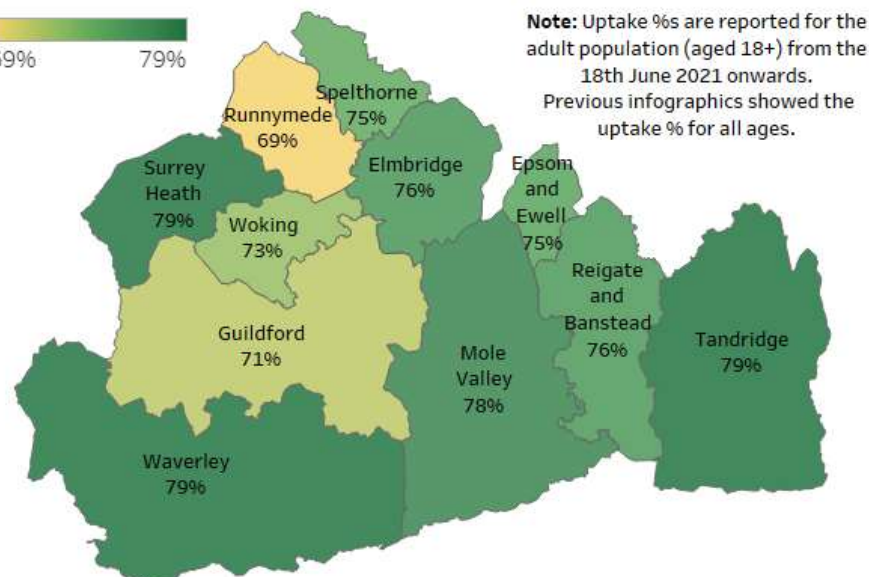 69%
79%
Note: Uptake %s are reported for the
adult population (aged 18+) from the
18th June 2021 onwards.
Previous infographics showed the
uptake % for all ages.
Spelthorne
75%
Runnymede
69%
Elmbridge
76%
Epsom
and
Ewell
75%
Surrey
Heath
79%
Woking
73%
Reigate
and
Banstead
76%
Guildford
71%
Mole
Valley
78%
Tandridge
79%
Waverley
79%